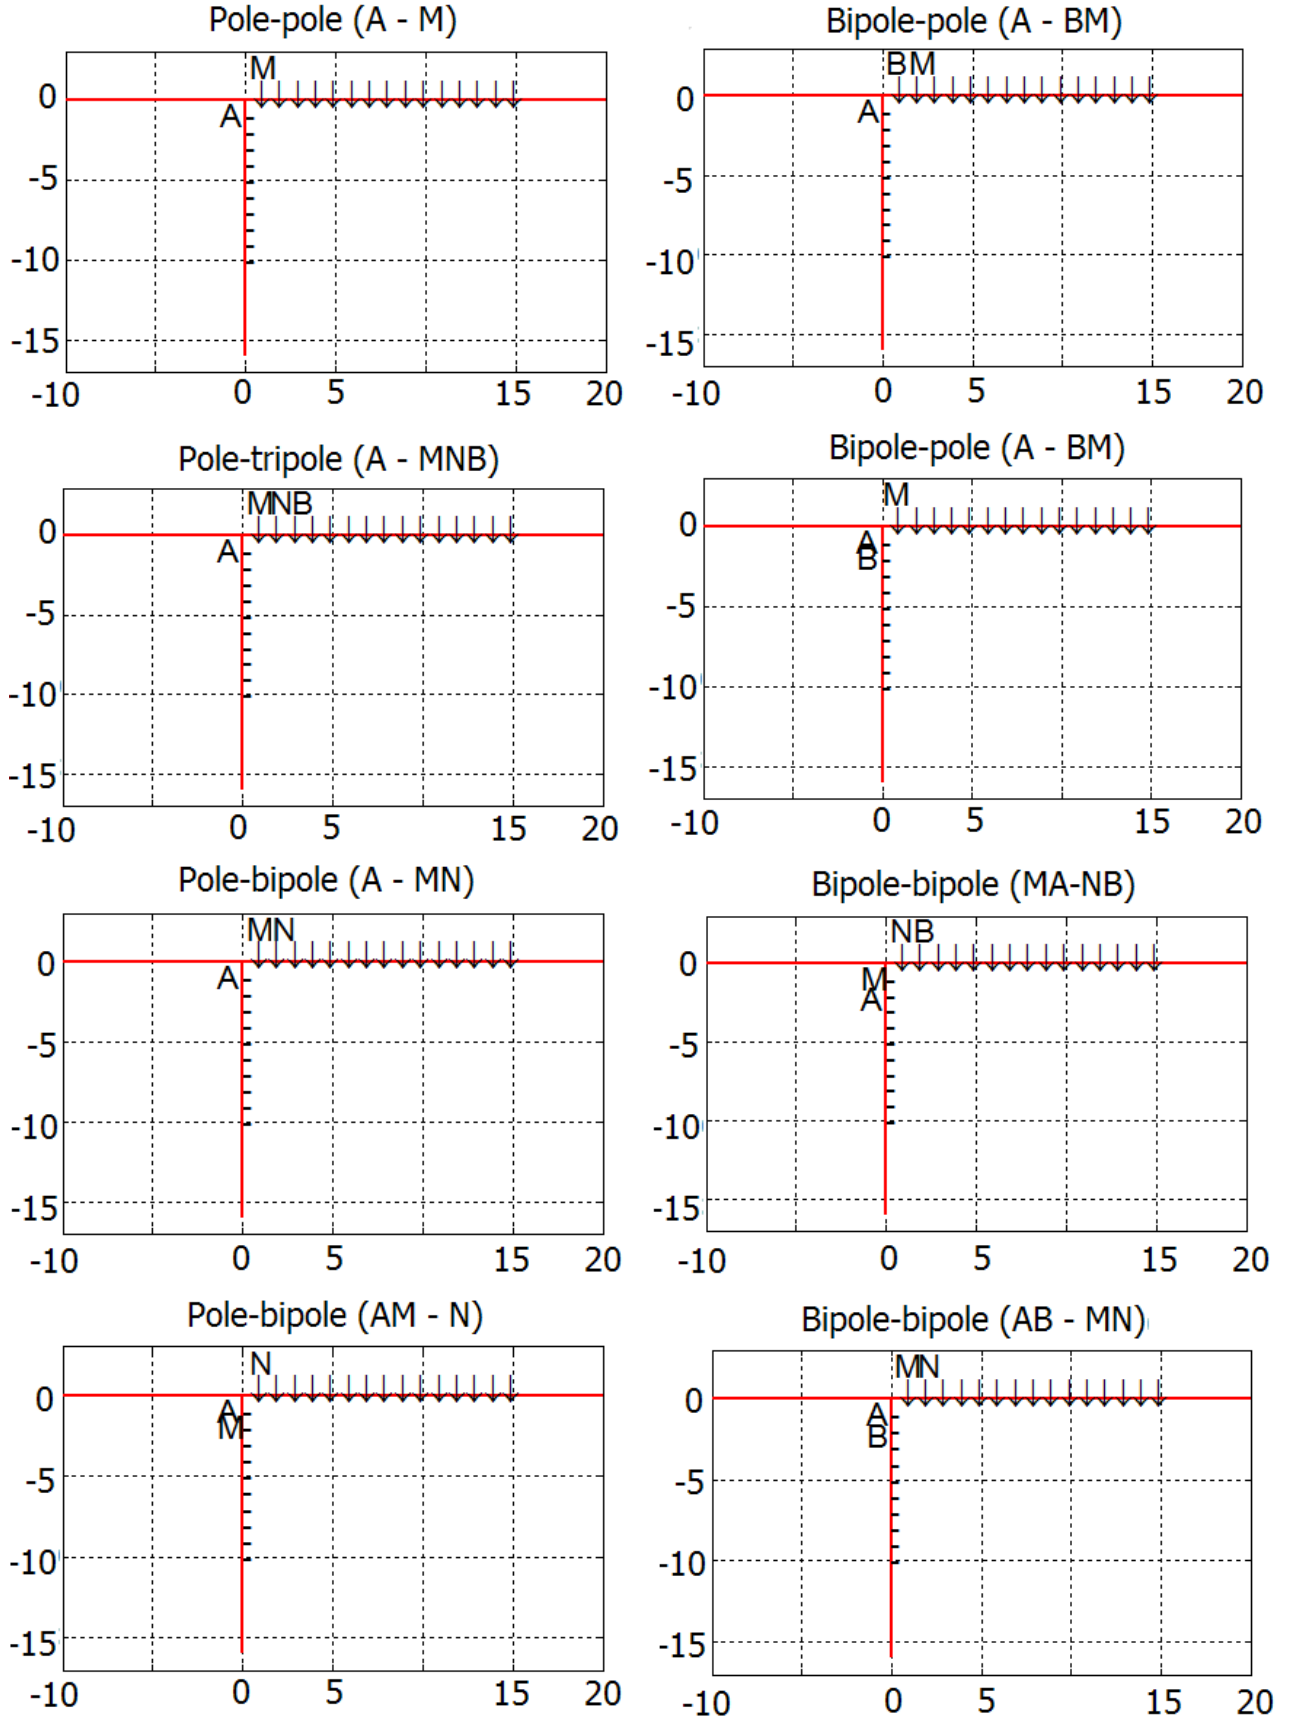 Pole-pole (A - M)
M
0
A
-5
-10
-15
-10 0 5 15 20
Bipole-pole (A - BM)
BM
0
A
-5
-10
-15
-10 0 5 15 20
Pole-tripole (A - MNB)
MNB
0
A
-5
-10
-15
-10 0 5 15 20
Bipole-pole (A - BM)
M
0
A
B
-5
-10
-15
-10 0 5 15 20
Pole-bipole (A - MN)
MN
0
A
-5
-10
-15
-10 0 5 15 20
Bipole-bipole (MA-NB)
NB
0
M
A
-5
-10
-15
-10 0 5 15 20
Pole-bipole (AM - N)
N
0
A
M
-5
-10
-15
-10 0 5 15 20
Bipole-bipole (AB - MN)
MN
0
A
B
-5
-10
-15
-10 0 5 15 20